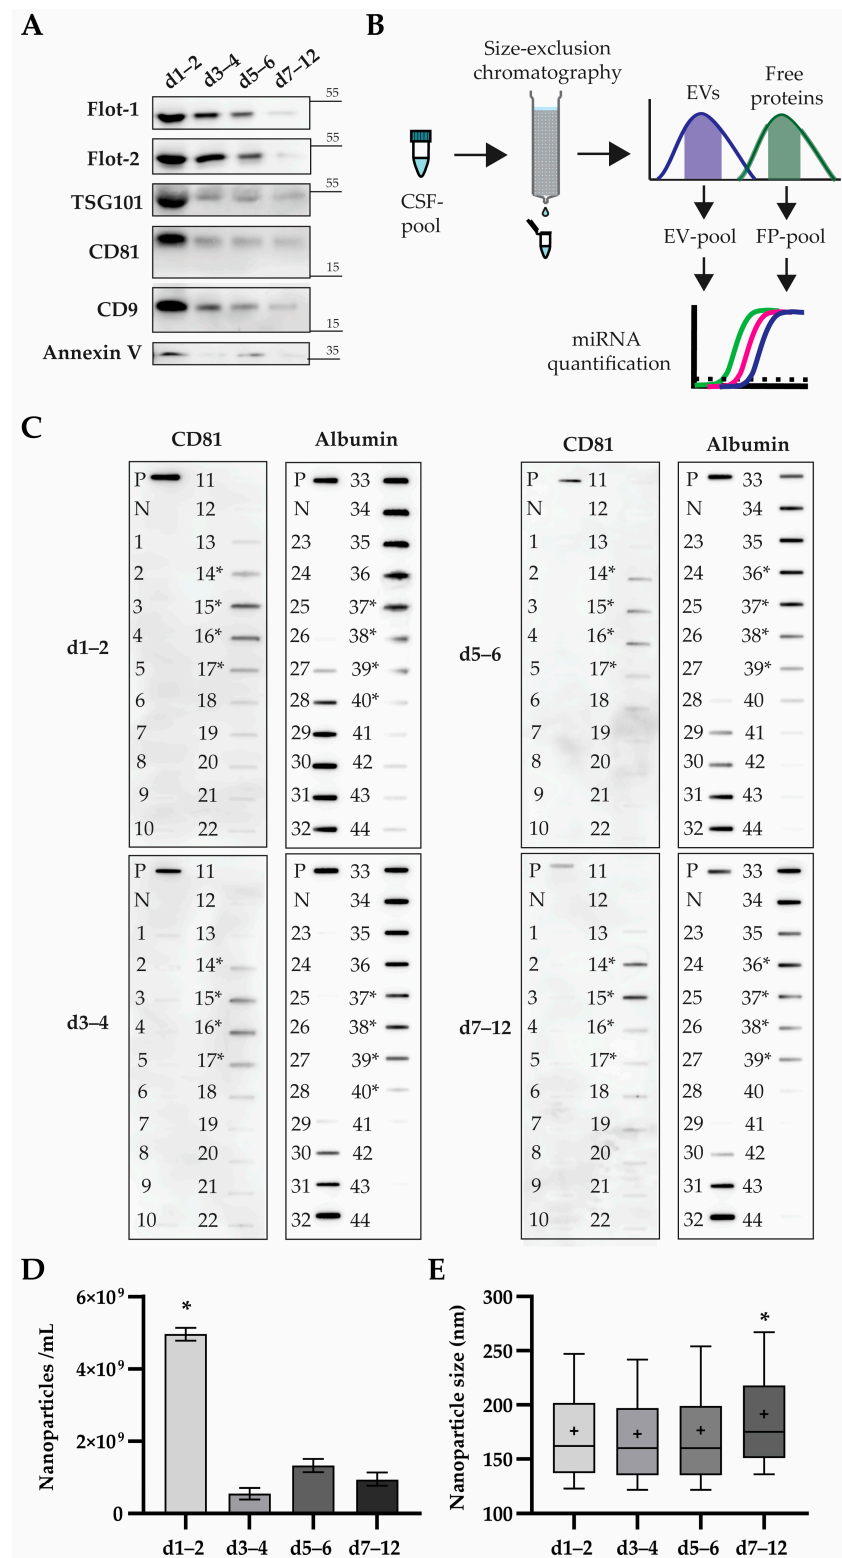 A
d1–2 d3–4 d5–6 d7–12
Flot-1
55
Flot-2
55
TSG101
55
CD81
15
CD9
15
Annexin V
35
B
Size-exclusion
chromatography
CSF-
pool
EVs
Free
proteins
EV-pool FP-pool
miRNA
quantification
C
CD81 Albumin
d1–2
P 11
N 12
1 13
2 14*
3 15*
4 16*
5 17*
6 18
7 19
8 20
9 21
10 22
P 33
N 34
23 35
24 36
25 37*
26 38*
27 39*
28 40*
29 41
30 42
31 43
32 44
CD81 Albumin
d5–6
P 11
N 12
1 13
2 14*
3 15*
4 16*
5 17*
6 18
7 19
8 20
9 21
10 22
P 33
N 34
23 35
24 36*
25 37*
26 38*
27 39*
28 40
29 41
30 42
31 43
32 44
d3–4
P 11
N 12
1 13
2 14*
3 15*
4 16*
5 17*
6 18
7 19
8 20
9 21
10 22
P 33
N 34
23 35
24 36
25 37*
26 38*
27 39*
28 40*
29 41
30 42
31 43
32 44
d7–12
P 11
N 12
1 13
2 14*
3 15*
4 16*
5 17*
6 18
7 19
8 20
9 21
10 22
P 33
N 34
23 35
24 36*
25 37*
26 38*
27 39*
28 40
29 41
30 42
31 43
32 44
D
Nanoparticles /mL
6×10⁹
4×10⁹
2×10⁹
0
*
d1–2 d3–4 d5–6 d7–12
E
Nanoparticle size (nm)
300
250
200
150
100
*
+ + + +
d1–2 d3–4 d5–6 d7–12